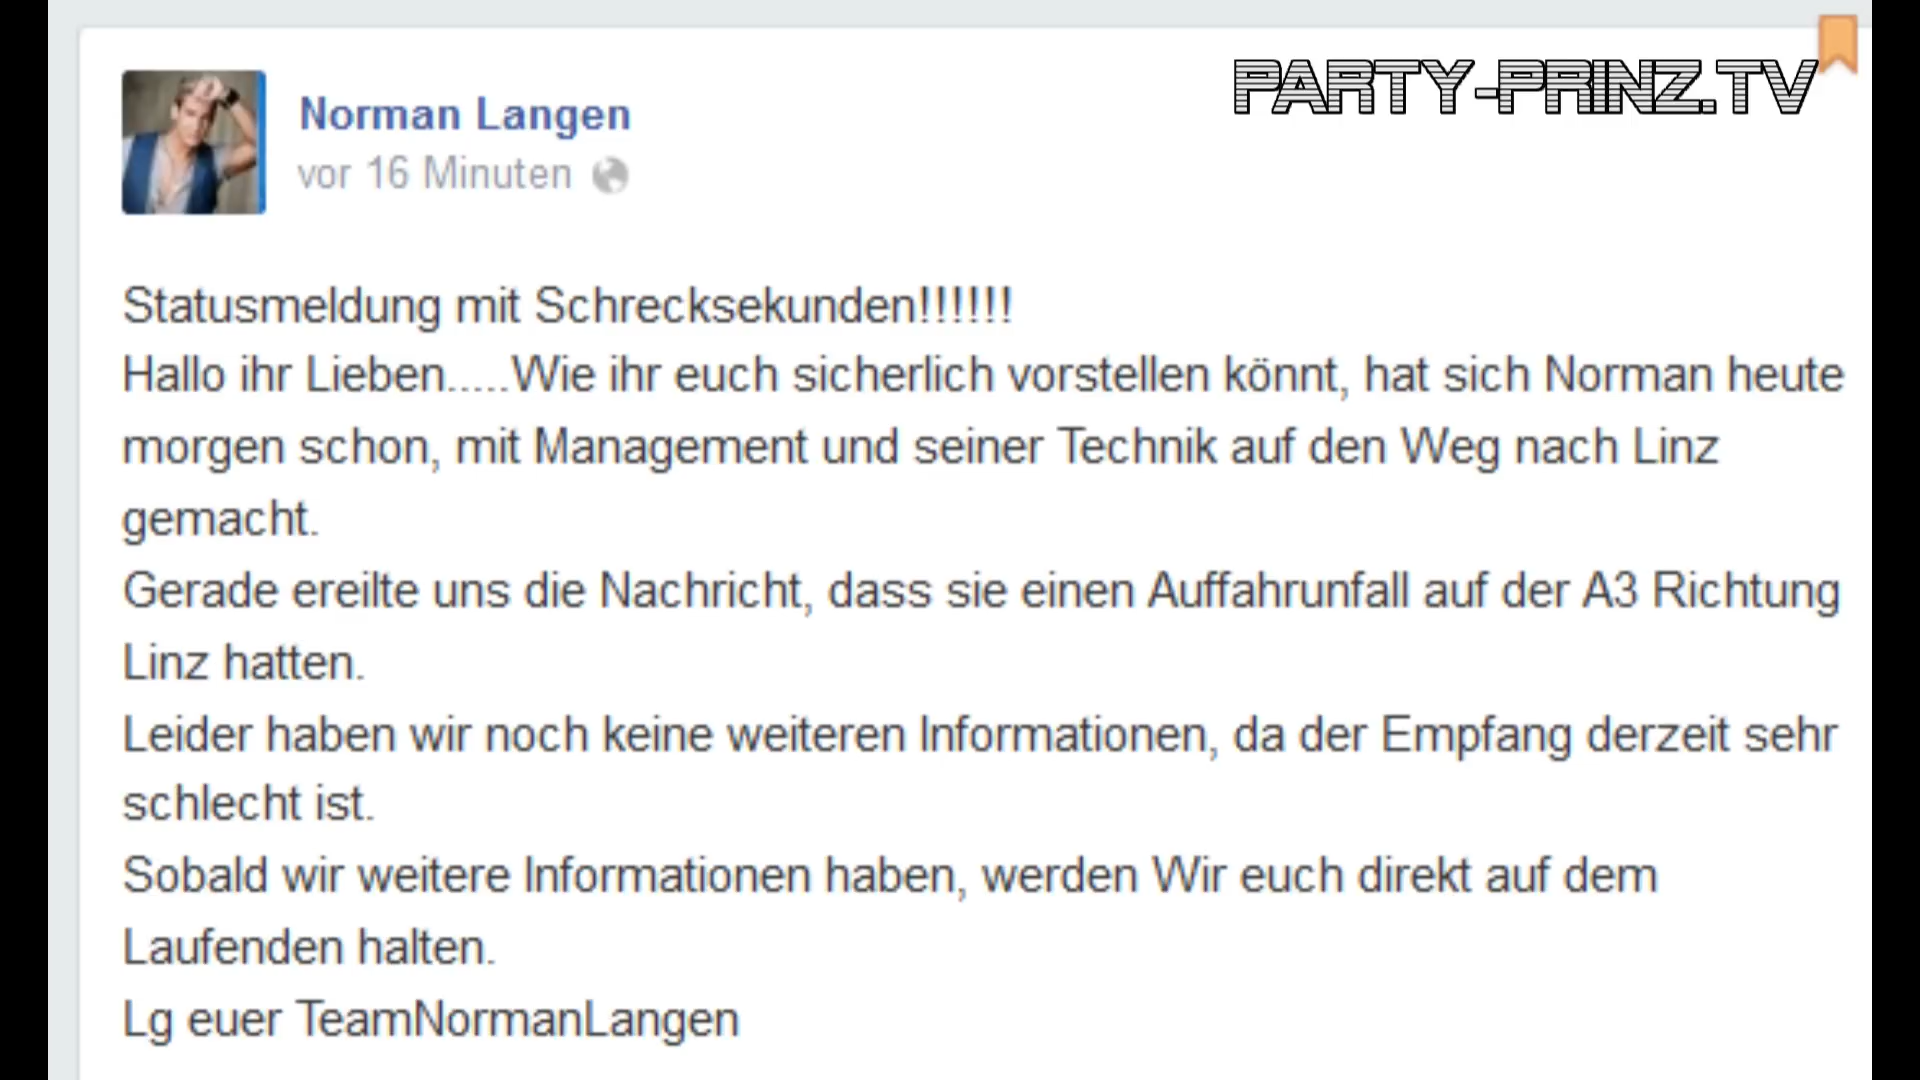 PARTY-PRINZ.TV
Norman Langen
vor 16 Minuten
Statusmeldung mit Schrecksekunden!!!!!!
Hallo ihr Lieben.....Wie ihr euch sicherlich vorstellen könnt, hat sich Norman heute
morgen schon, mit Management und seiner Technik auf den Weg nach Linz
gemacht.
Gerade ereilte uns die Nachricht, dass sie einen Auffahrunfall auf der A3 Richtung
Linz hatten.
Leider haben wir noch keine weiteren Informationen, da der Empfang derzeit sehr
schlecht ist.
Sobald wir weitere Informationen haben, werden Wir euch direkt auf dem
Laufenden halten.
Lg euer TeamNormanLangen